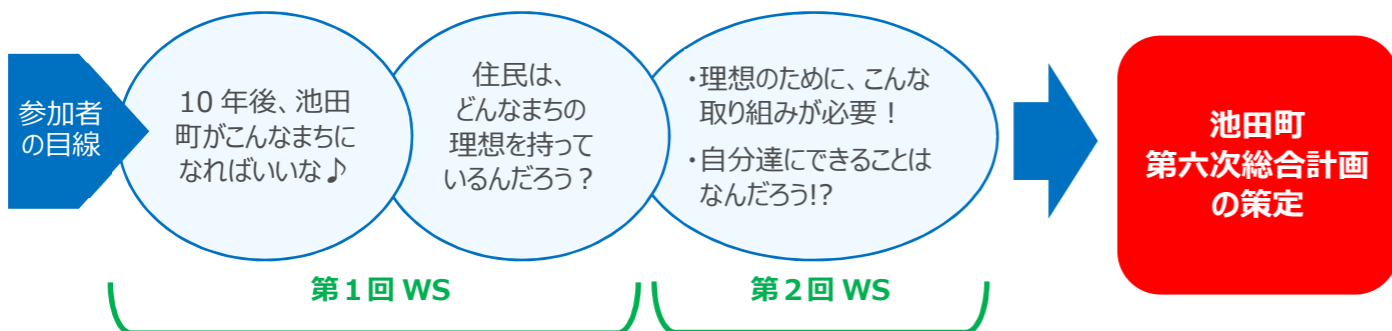 参加者
の目線
10 年後、池田
町がこんなまちに
なればいいな♪
住民は、
どんなまちの
理想を持って
いるんだろう？
・理想のために、こんな
取り組みが必要！
・自分達にできることは
なんだろう!?
池田町
第六次総合計画
の策定
第１回 WS
第２回 WS